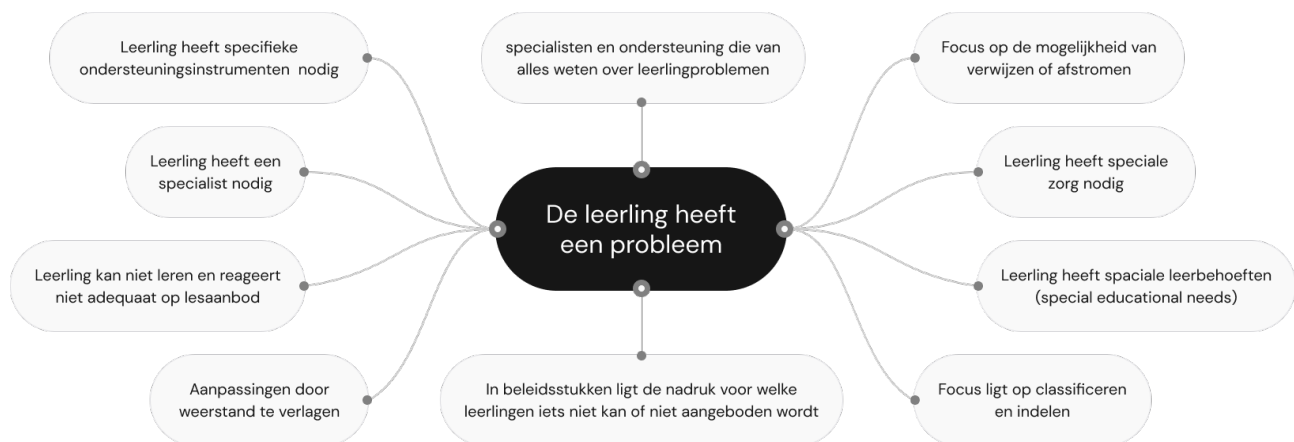 Leerling heeft specifieke
ondersteuningsinstrumenten nodig
specialisten en ondersteuning die van
alles weten over leerlingproblemen
Focus op de mogelijkheid van
verwijzen of afstromen
Leerling heeft een
specialist nodig
Leerling heeft speciale
zorg nodig
De leerling heeft
een probleem
Leerling kan niet leren en reageert
niet adequaat op lesaanbod
Leerling heeft spaciale leerbehoeften
(special educational needs)
Aanpassingen door
weerstand te verlagen
In beleidsstukken ligt de nadruk voor welke
leerlingen iets niet kan of niet aangeboden wordt
Focus ligt op classificeren
en indelen